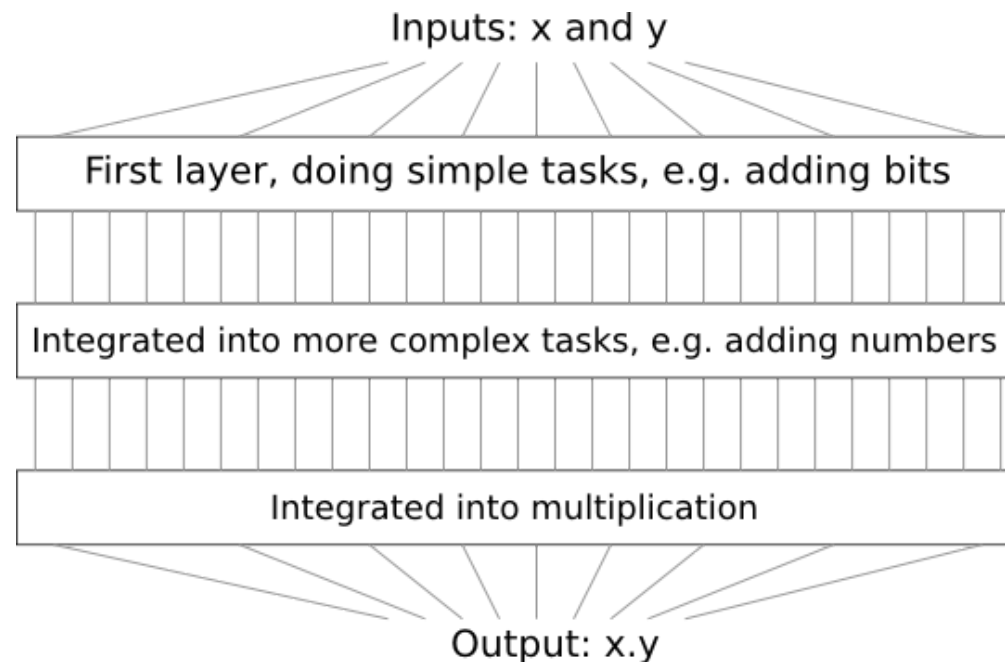 Inputs: x and y
First layer, doing simple tasks, e.g. adding bits
Integrated into more complex tasks, e.g. adding numbers
Integrated into multiplication
Output: x.y